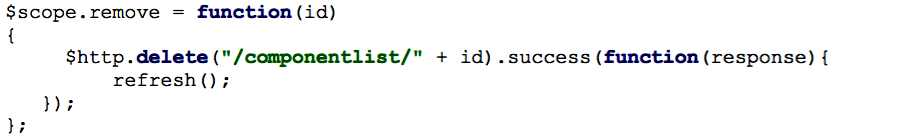 $scope.remove = function(id)
{
     $http.delete("/componentlist/" + id).success(function(response){
         refresh();
   });
};